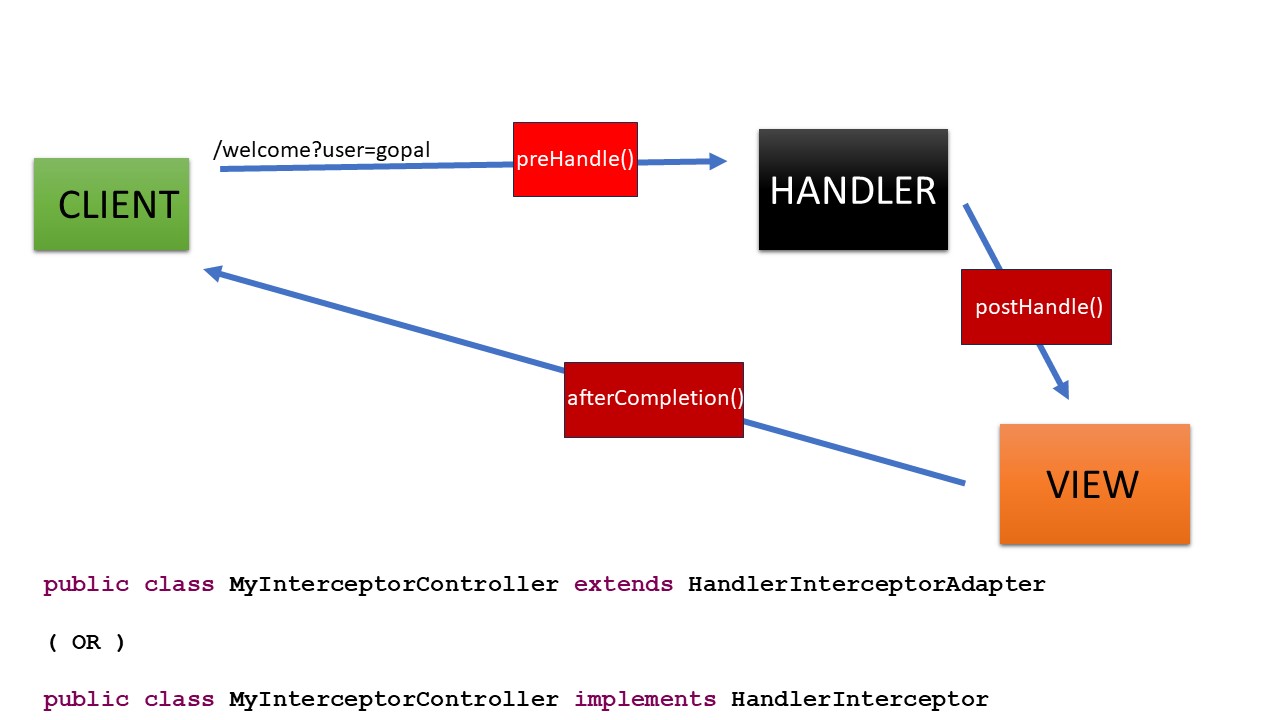 /welcome?user=gopal
preHandle()
CLIENT
HANDLER
postHandle()
afterCompletion()
VIEW
public class MyInterceptorController extends HandlerInterceptorAdapter
( OR )
public class MyInterceptorController implements HandlerInterceptor